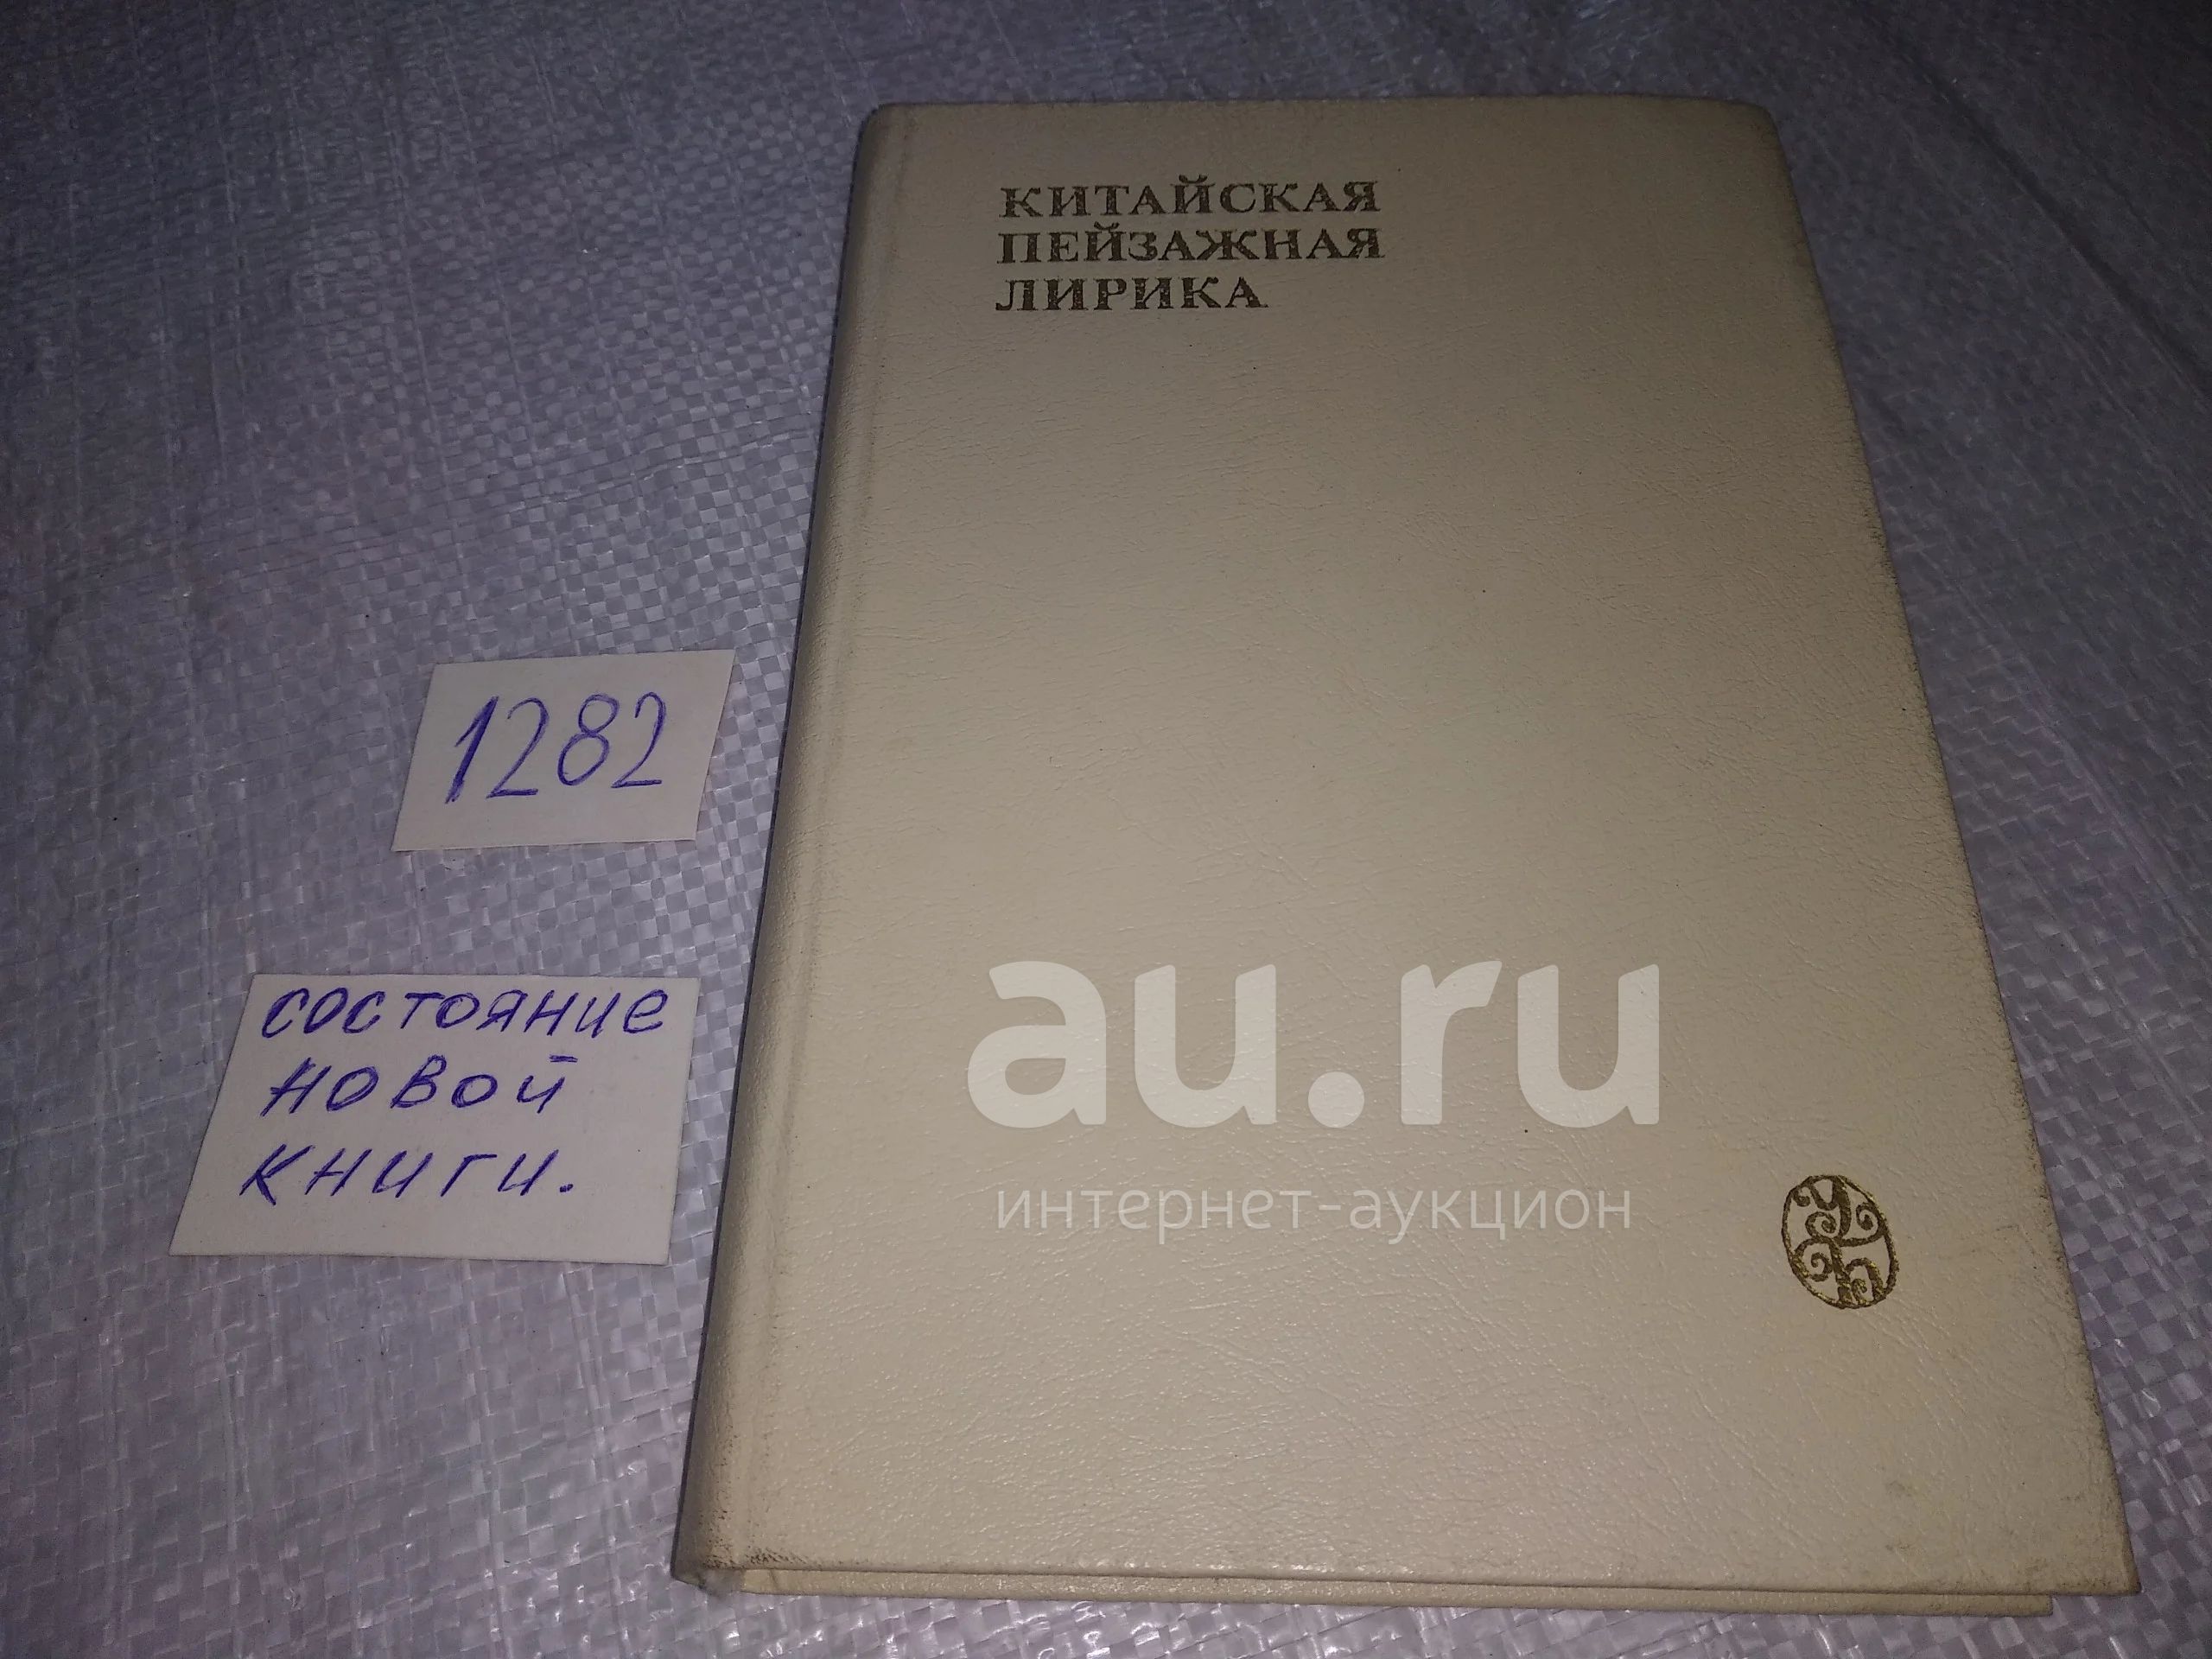 КИТАЙСКАЯ
ПЕЙЗАЖНАЯ
ЛИРИКА
1282
состояние
новой
книги.
au.ru
интернет-аукцион